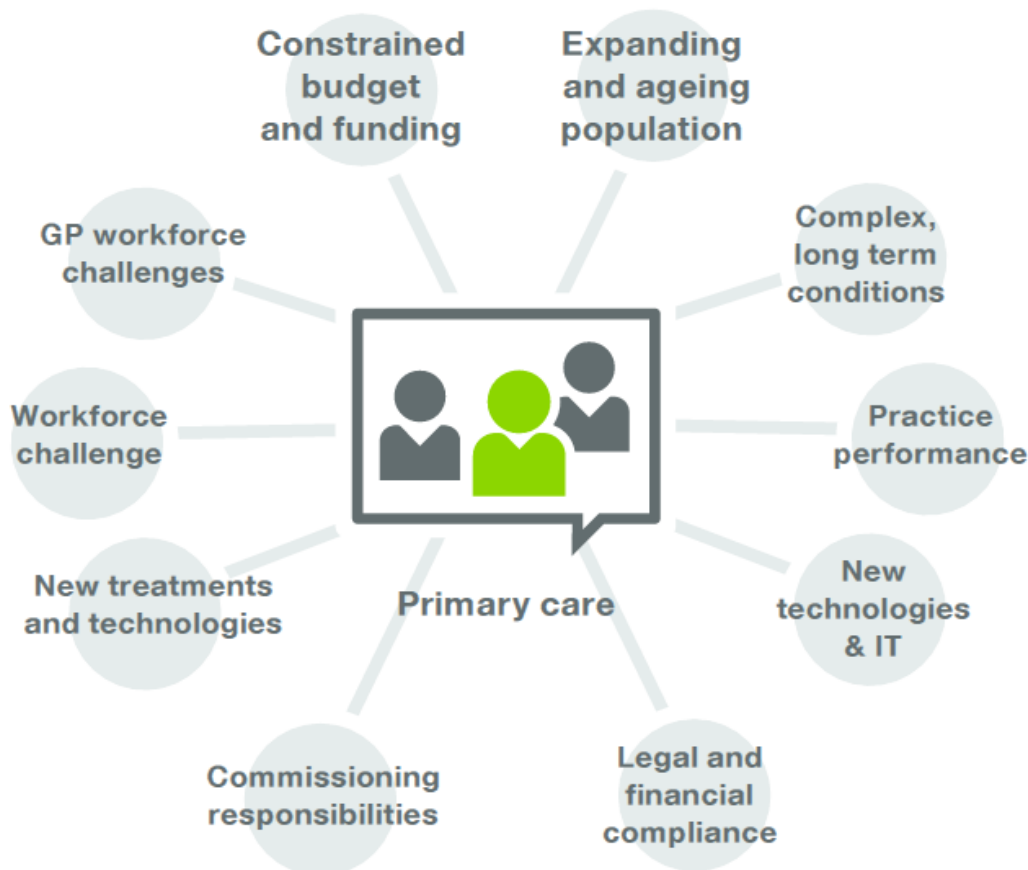 Constrained
budget
and funding
Expanding
and ageing
population
GP workforce
challenges
Complex,
long term
conditions
Workforce
challenge
Practice
performance
New treatments
and technologies
Primary care
New
technologies
& IT
Commissioning
responsibilities
Legal and
financial
compliance